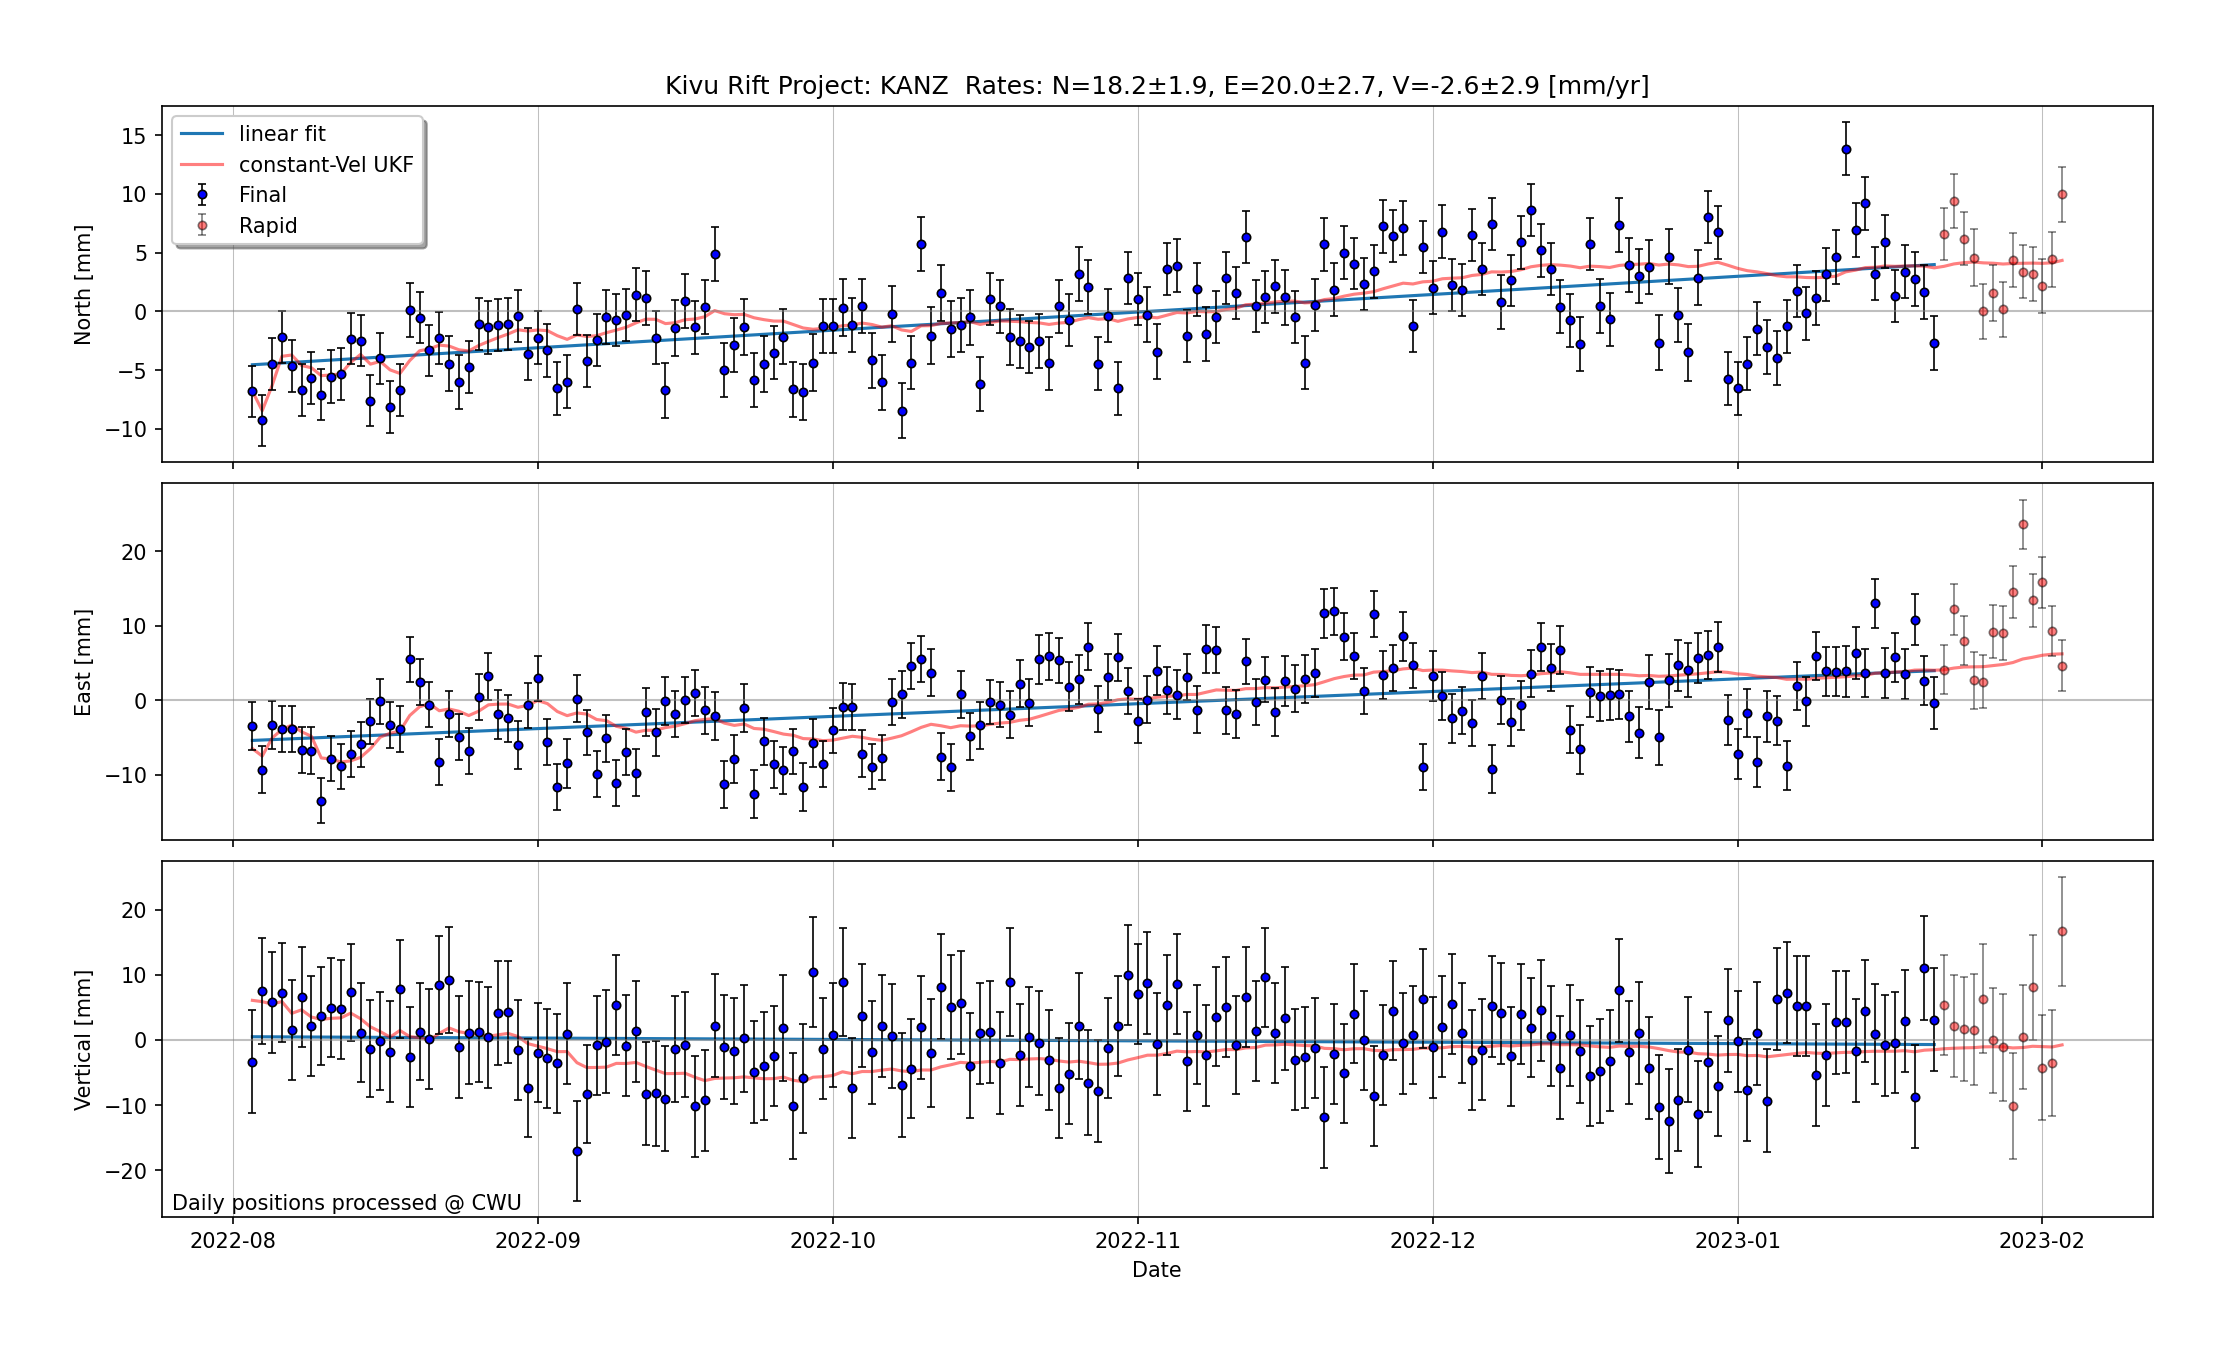 Kivu Rift Project: KANZ  Rates: N=18.2±1.9, E=20.0±2.7, V=-2.6±2.9 [mm/yr]
linear fit
constant-Vel UKF
Final
Rapid
North [mm]
15
10
5
0
−5
−10
East [mm]
20
10
0
−10
Vertical [mm]
20
10
0
−10
−20
Daily positions processed @ CWU
2022-08 2022-09 2022-10 2022-11 2022-12 2023-01 2023-02
Date